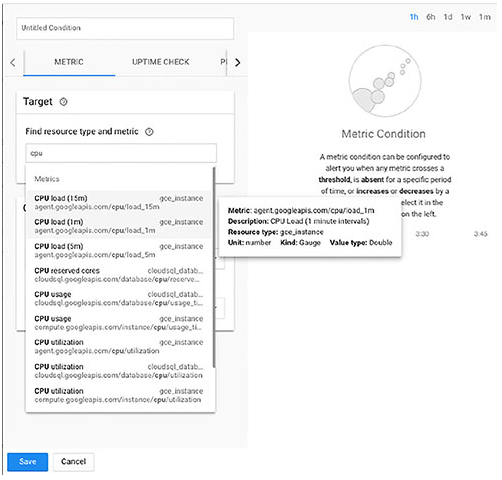 Untitled Condition
1h 6h 1d 1w 1m
METRIC UPTIME CHECK
Target
Find resource type and metric
cpu
Metrics
CPU load (15m) gce_instance
agent.googleapis.com/cpu/load_15m
CPU load (1m) gce_instance
agent.googleapis.com/cpu/load_1m
CPU load (5m) gce_instance
agent.googleapis.com/cpu/load_5m
CPU reserved cores cloudsql_datab...
cloudsql.googleapis.com/database/cpu/reserve...
CPU usage cloudsql_datab...
cloudsql.googleapis.com/database/cpu/usage_ti...
CPU usage gce_instance
compute.googleapis.com/instance/cpu/usage_ti...
CPU utilization gce_instance
agent.googleapis.com/cpu/utilization
CPU utilization cloudsql_datab...
cloudsql.googleapis.com/database/cpu/utilization
CPU utilization gce_instance
compute.googleapis.com/instance/cpu/utilization
Metric: agent.googleapis.com/cpu/load_1m
Description: CPU Load (1 minute intervals)
Resource type: gce_instance
Unit: number Kind: Gauge Value type: Double
Metric Condition
A metric condition can be configured to
alert you when any metric crosses a
threshold, is absent for a specific period
of time, or increases or decreases by a
elect it in the
on the left.
3:30 3:45
Save Cancel